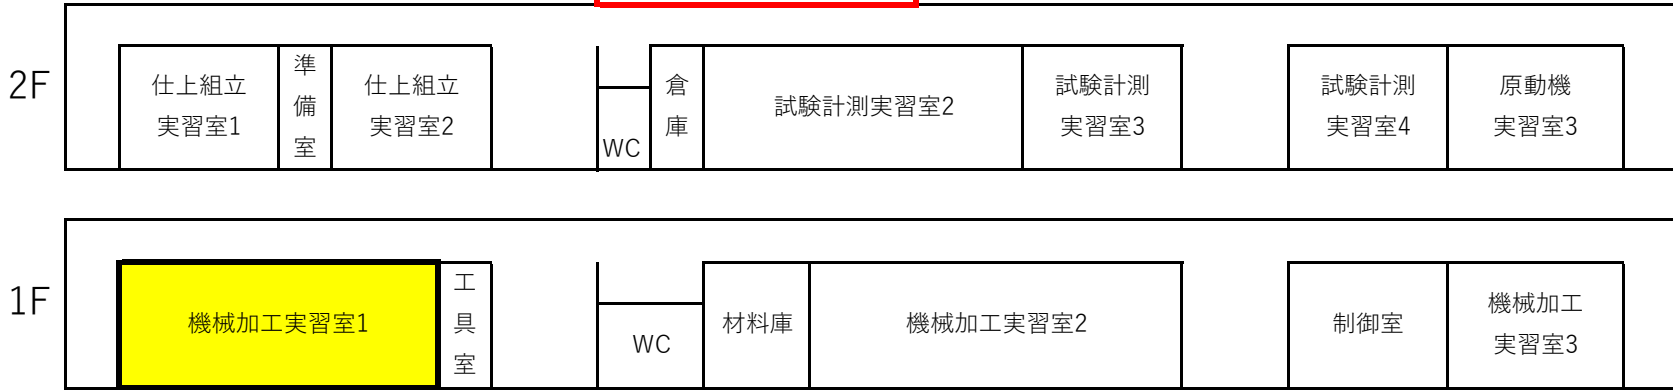 2F
仕上組立
実習室1
準備室
仕上組立
実習室2
WC
倉庫
試験計測実習室2
試験計測
実習室3
試験計測
実習室4
原動機
実習室3
1F
機械加工実習室1
工具室
WC
材料庫
機械加工実習室2
制御室
機械加工
実習室3